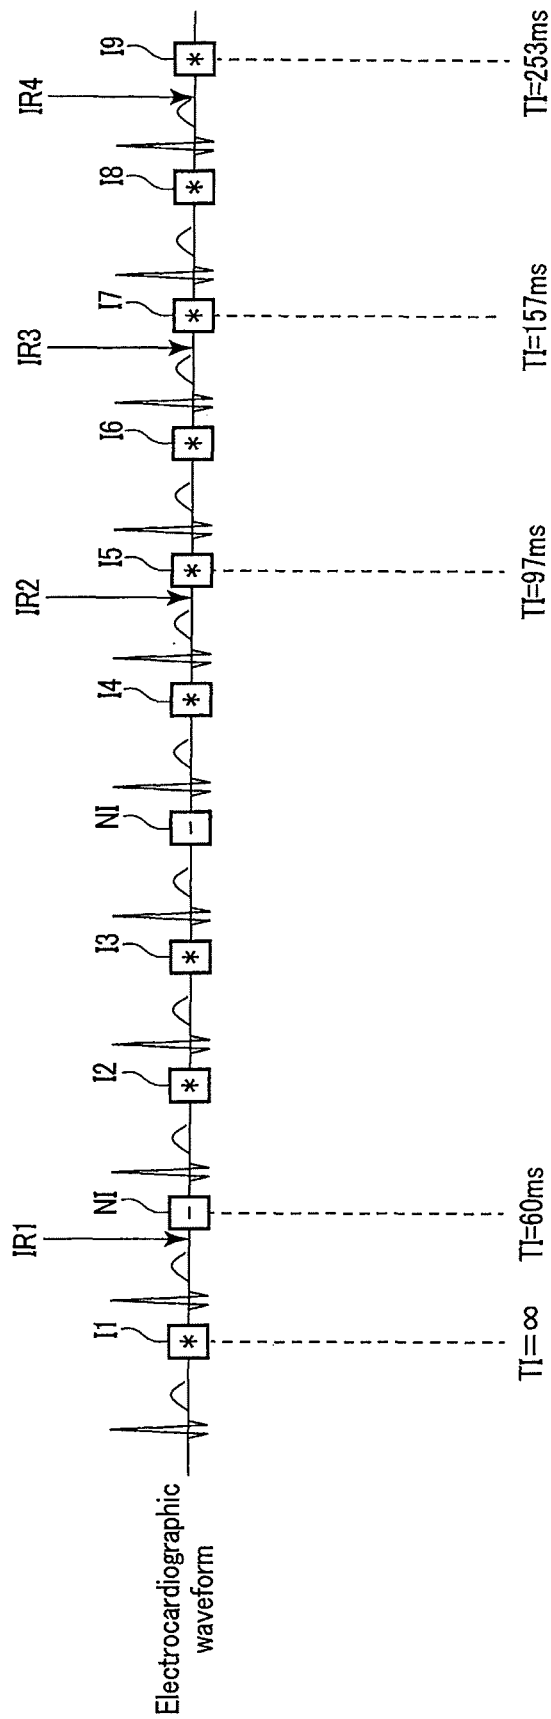 IR1
IR2
IR3
IR4
I1
NI
I2
I3
NI
I4
I5
I6
I7
I8
I9
Electrocardiographic
waveform
*
-
*
*
-
*
*
*
*
*
*
TI=∞
TI=60ms
TI=97ms
TI=157ms
TI=253ms